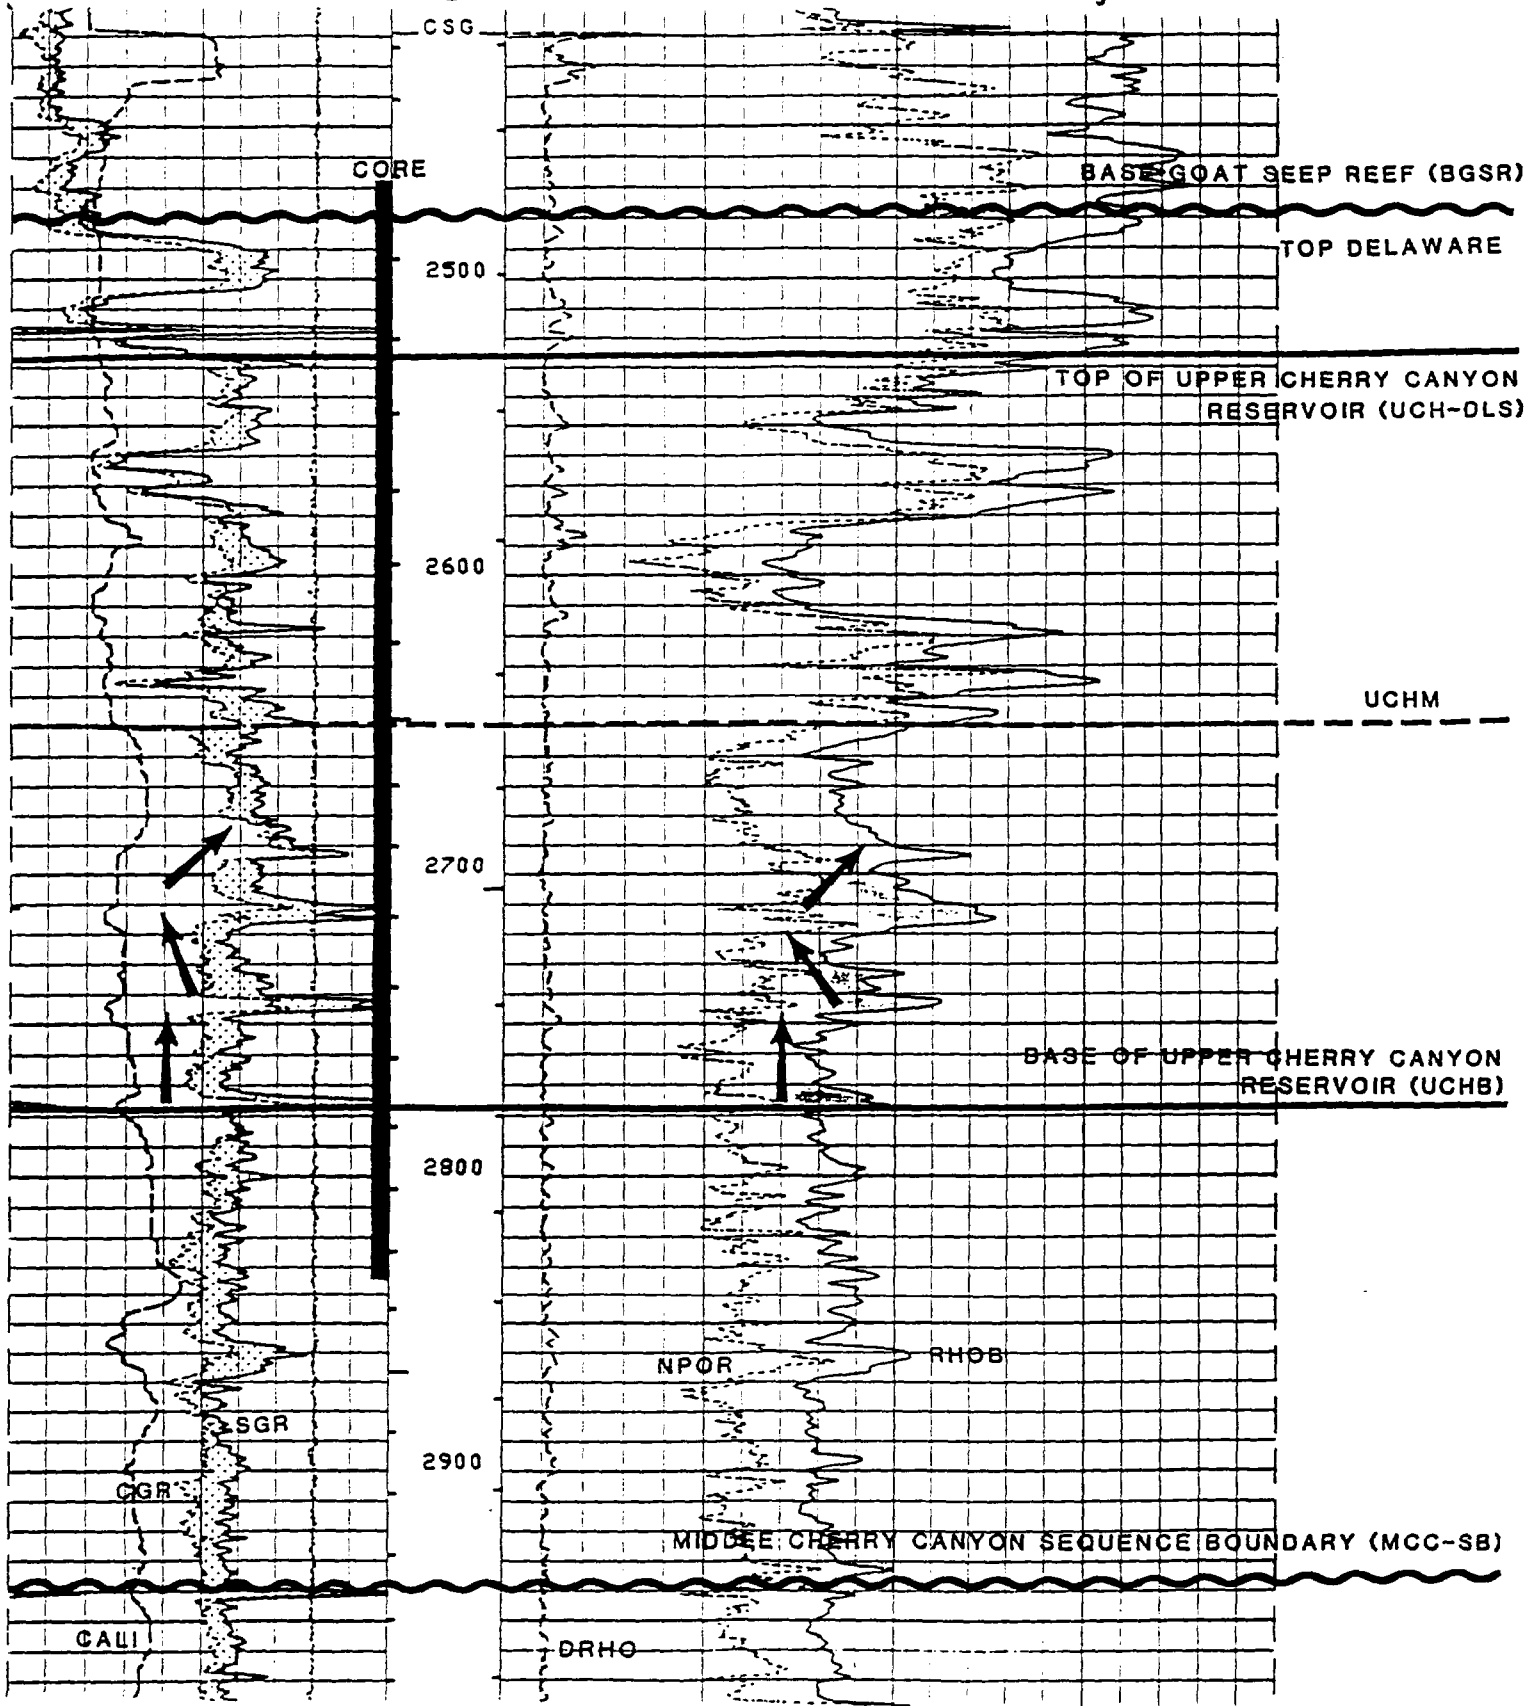 CSG
CORE
BASE GOAT SEEP REEF (BGSR)
TOP DELAWARE
2500
TOP OF UPPER CHERRY CANYON
RESERVOIR (UCH-DLS)
2600
UCHM
2700
BASE OF UPPER CHERRY CANYON
RESERVOIR (UCHB)
2800
NPOR
RHOB
SGR
2900
CGR
MIDDLE CHERRY CANYON SEQUENCE BOUNDARY (MCC-SB)
CALI
DRHO